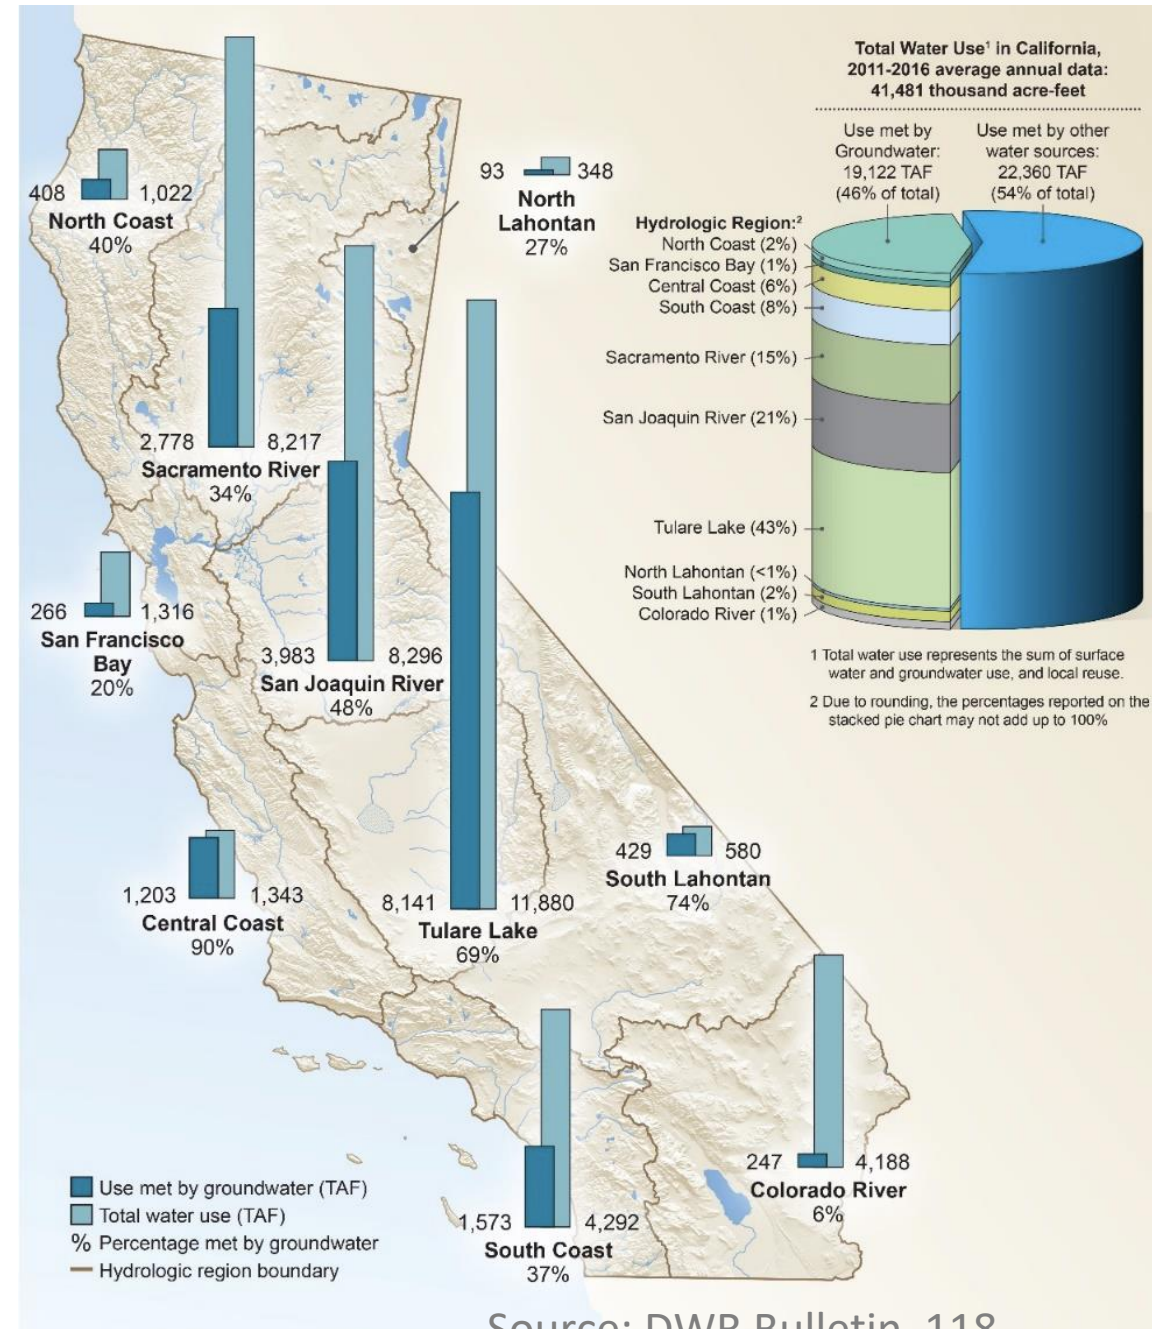 Total Water Use¹ in California,
2011-2016 average annual data:
41,481 thousand acre-feet
Use met by
Groundwater:
19,122 TAF
(46% of total)
Use met by other
water sources:
22,360 TAF
(54% of total)
Hydrologic Region:²
North Coast (2%)
San Francisco Bay (1%)
Central Coast (6%)
South Coast (8%)
Sacramento River (15%)
San Joaquin River (21%)
Tulare Lake (43%)
North Lahontan (<1%)
South Lahontan (2%)
Colorado River (1%)
1 Total water use represents the sum of surface
water and groundwater use, and local reuse.
2 Due to rounding, the percentages reported on the
stacked pie chart may not add up to 100%
408 1,022
North Coast
40%
93 348
North
Lahontan
27%
2,778 8,217
Sacramento River
34%
266 1,316
San Francisco
Bay
20%
3,983 8,296
San Joaquin River
48%
1,203 1,343
Central Coast
90%
8,141 11,880
Tulare Lake
69%
429 580
South Lahontan
74%
247 4,188
Colorado River
6%
1,573 4,292
South Coast
37%
Use met by groundwater (TAF)
Total water use (TAF)
% Percentage met by groundwater
Hydrologic region boundary
Source: DWR Bulletin 118